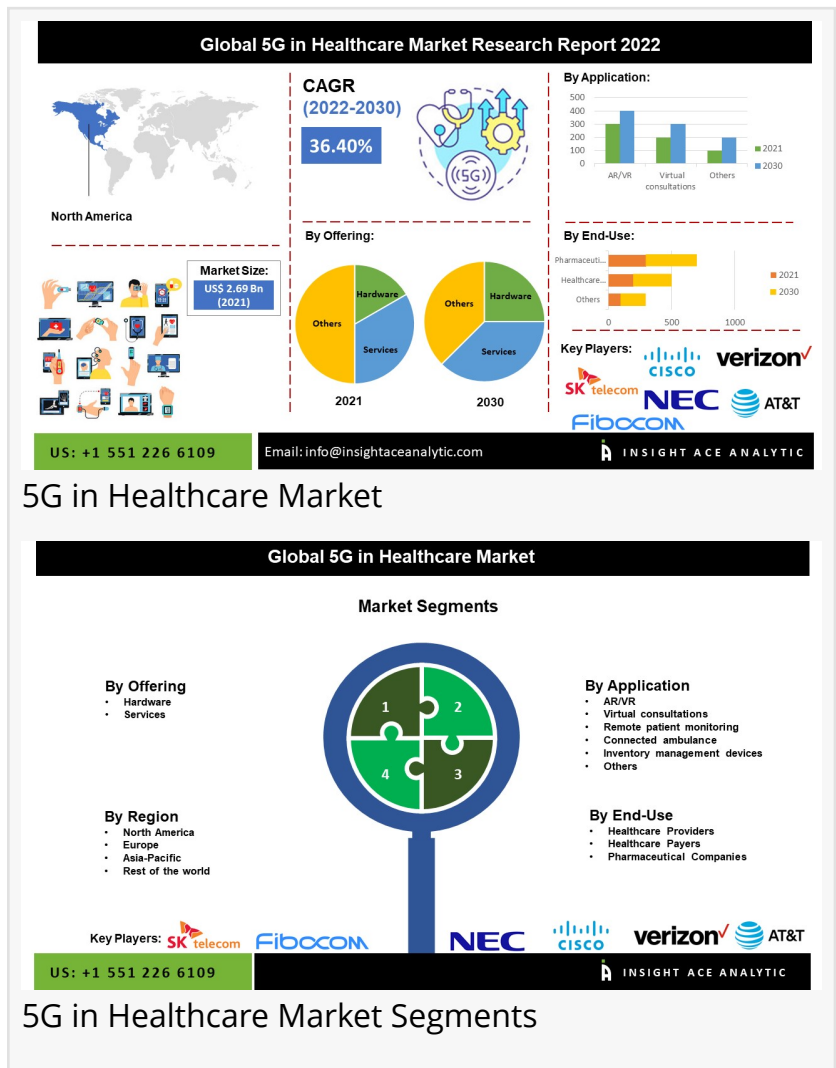 Global 5G in Healthcare Market Research Report 2022
North America
CAGR
(2022-2030)
36.40%
(5G)
By Application:
500
400
300
200
100
0
AR/VR
Virtual
consultations
Others
2021
2030
Market Size:
US$ 2.69 Bn
(2021)
By Offering:
Hardware
Others
Services
2021
Hardware
Others
Services
2030
By End-Use:
Pharmaceuti...
Healthcare...
Others
0 500 1000
2021
2030
Key Players:
CISCO
verizon
SK telecom
NEC
AT&T
Fibocom
US: +1 551 226 6109
Email: info@insightaceanalytic.com
INSIGHT ACE ANALYTIC
5G in Healthcare Market
Global 5G in Healthcare Market
Market Segments
By Offering
• Hardware
• Services
1
2
4
3
By Application
• AR/VR
• Virtual consultations
• Remote patient monitoring
• Connected ambulance
• Inventory management devices
• Others
By Region
• North America
• Europe
• Asia-Pacific
• Rest of the world
By End-Use
• Healthcare Providers
• Healthcare Payers
• Pharmaceutical Companies
Key Players: SK telecom Fibocom NEC CISCO verizon AT&T
US: +1 551 226 6109
INSIGHT ACE ANALYTIC
5G in Healthcare Market Segments